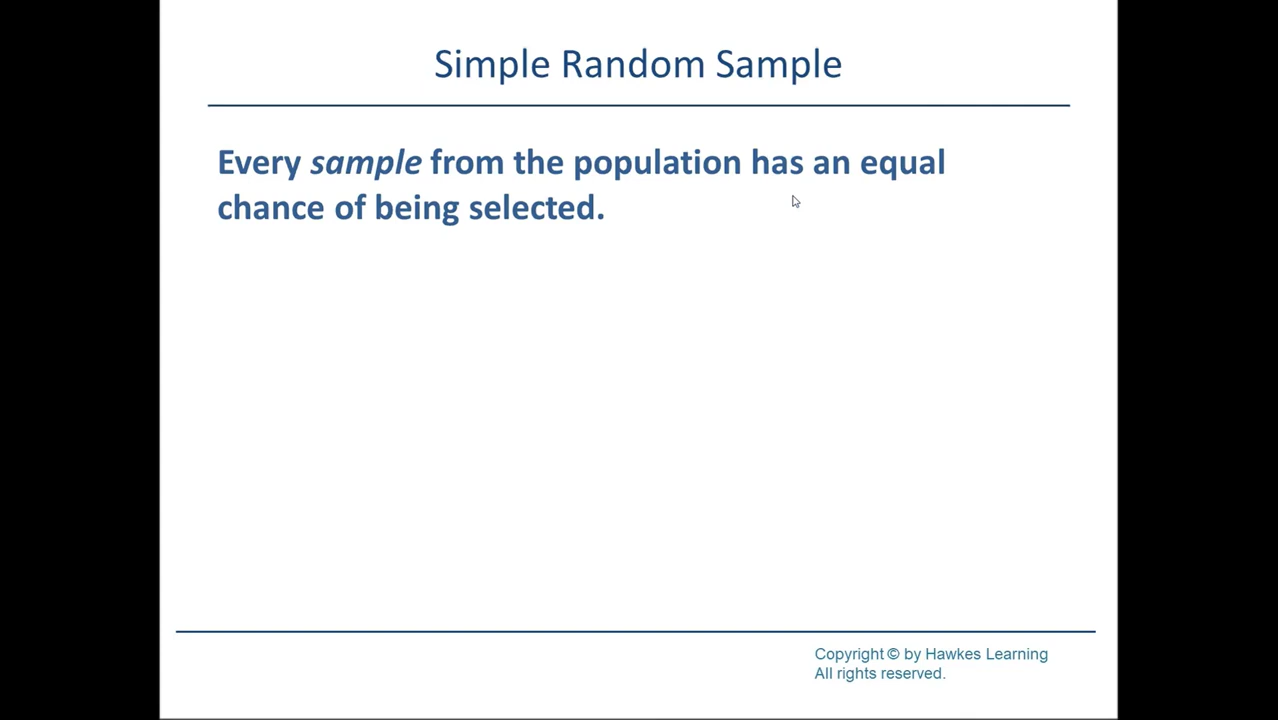 Simple Random Sample
Every sample from the population has an equal
chance of being selected.
Copyright © by Hawkes Learning
All rights reserved.